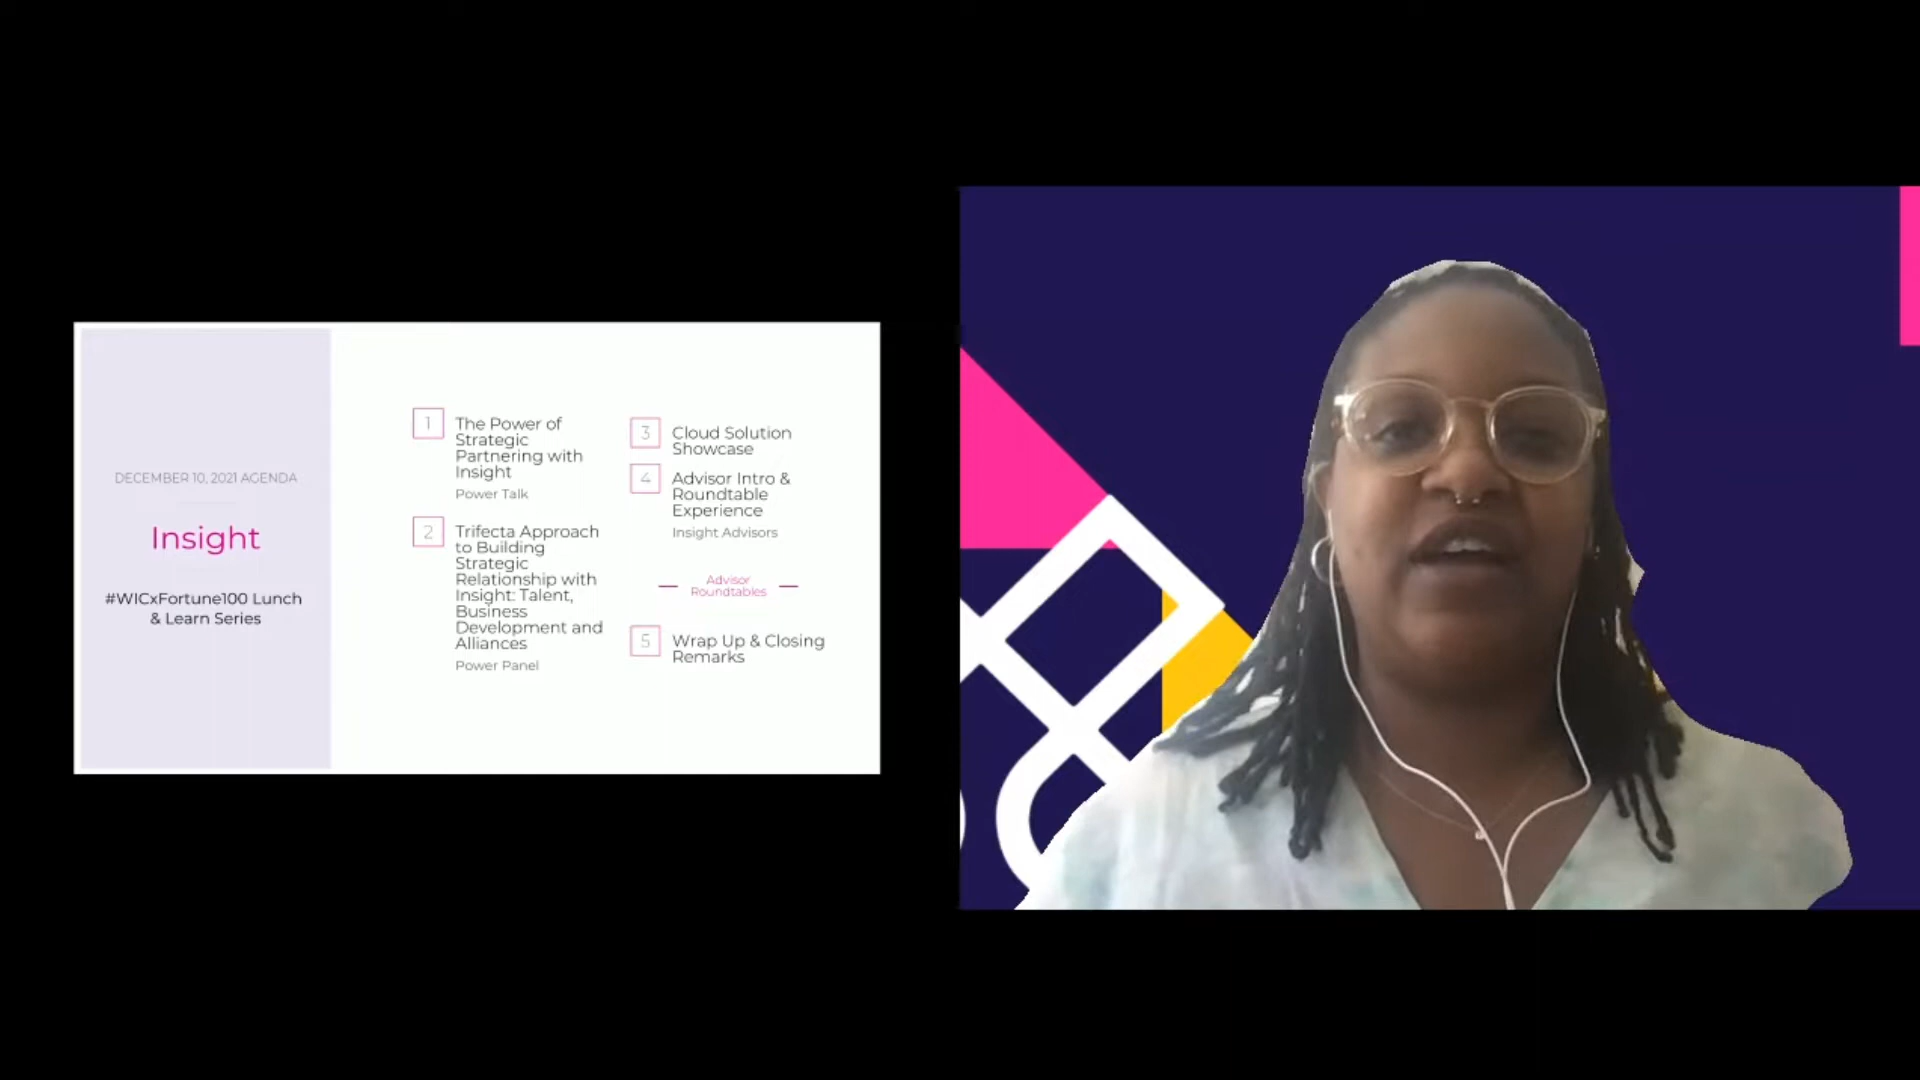 DECEMBER 10, 2021 AGENDA
Insight
#WICxFortune100 Lunch
& Learn Series
1
The Power of
Strategic
Partnering with
Insight
Power Talk
2
Trifecta Approach
to Building
Strategic
Relationship with
Insight: Talent,
Business
Development and
Alliances
Power Panel
3
Cloud Solution
Showcase
4
Advisor Intro &
Roundtable
Experience
Insight Advisors
Advisor
Roundtables
5
Wrap Up & Closing
Remarks